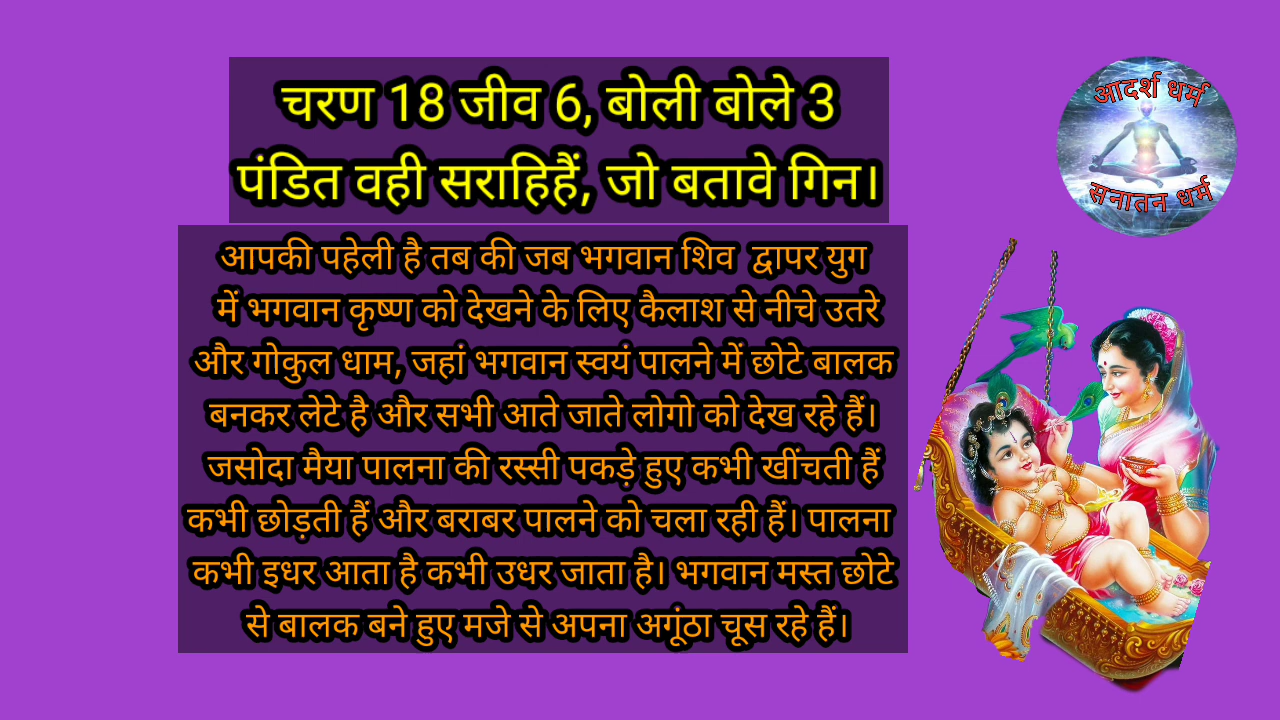 चरण 18 जीव 6, बोली बोले 3
पंडित वही सराहिहैं, जो बतावे गिन।
आदर्श धर्म
सनातन धर्म
आपकी पहेली है तब की जब भगवान शिव द्वापर युग
में भगवान कृष्ण को देखने के लिए कैलाश से नीचे उतरे
और गोकुल धाम, जहां भगवान स्वयं पालने में छोटे बालक
बनकर लेटे है और सभी आते जाते लोगो को देख रहे हैं।
जसोदा मैया पालना की रस्सी पकड़े हुए कभी खींचती हैं
कभी छोड़ती हैं और बराबर पालने को चला रही हैं। पालना
कभी इधर आता है कभी उधर जाता है। भगवान मस्त छोटे
से बालक बने हुए मजे से अपना अगूंठा चूस रहे हैं।